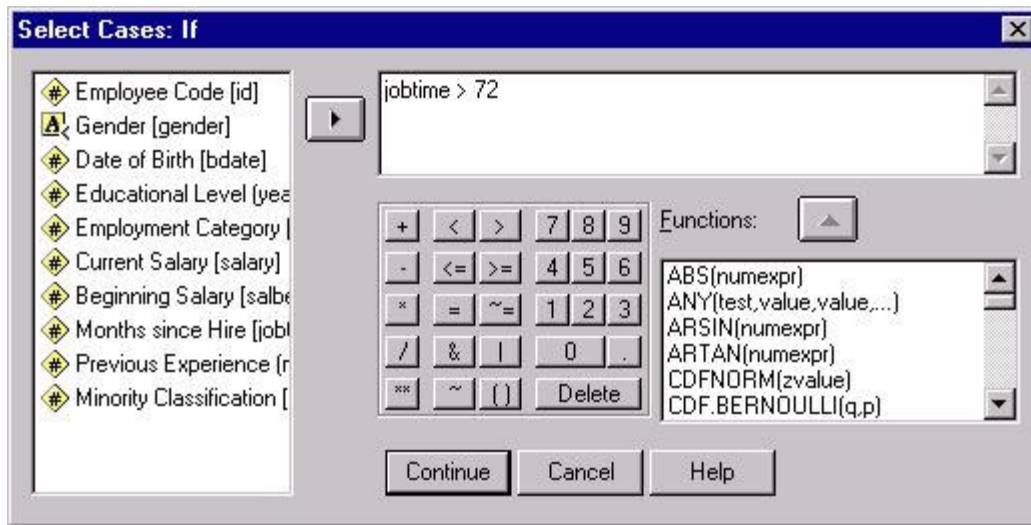 Select Cases: If
Employee Code [id]
Gender [gender]
Date of Birth [bdate]
Educational Level (yea
Employment Category [
Current Salary [salary]
Beginning Salary [salbe
Months since Hire [jobt
Previous Experience (r
Minority Classification [
jobtime > 72
+ < > 7 8 9
- <= >= 4 5 6
* = ~= 1 2 3
/ & | 0 .
** ~ () Delete
Functions:
ABS(numexpr)
ANY(test,value,value,...)
ARSIN(numexpr)
ARTAN(numexpr)
CDFNORM(zvalue)
CDF.BERNOULLI(q,p)
Continue Cancel Help